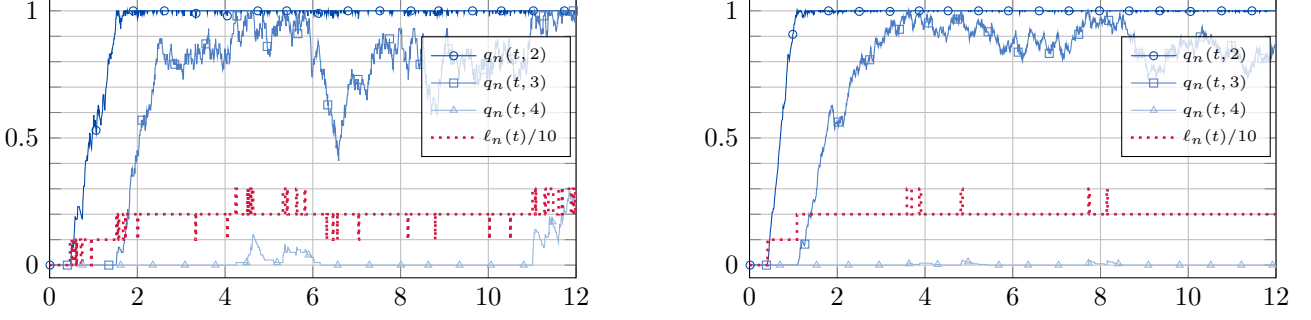 1
0.5
0
0 2 4 6 8 10 12
q_n(t, 2)
q_n(t, 3)
q_n(t, 4)
ℓ_n(t)/10
1
0.5
0
0 2 4 6 8 10 12
q_n(t, 2)
q_n(t, 3)
q_n(t, 4)
ℓ_n(t)/10